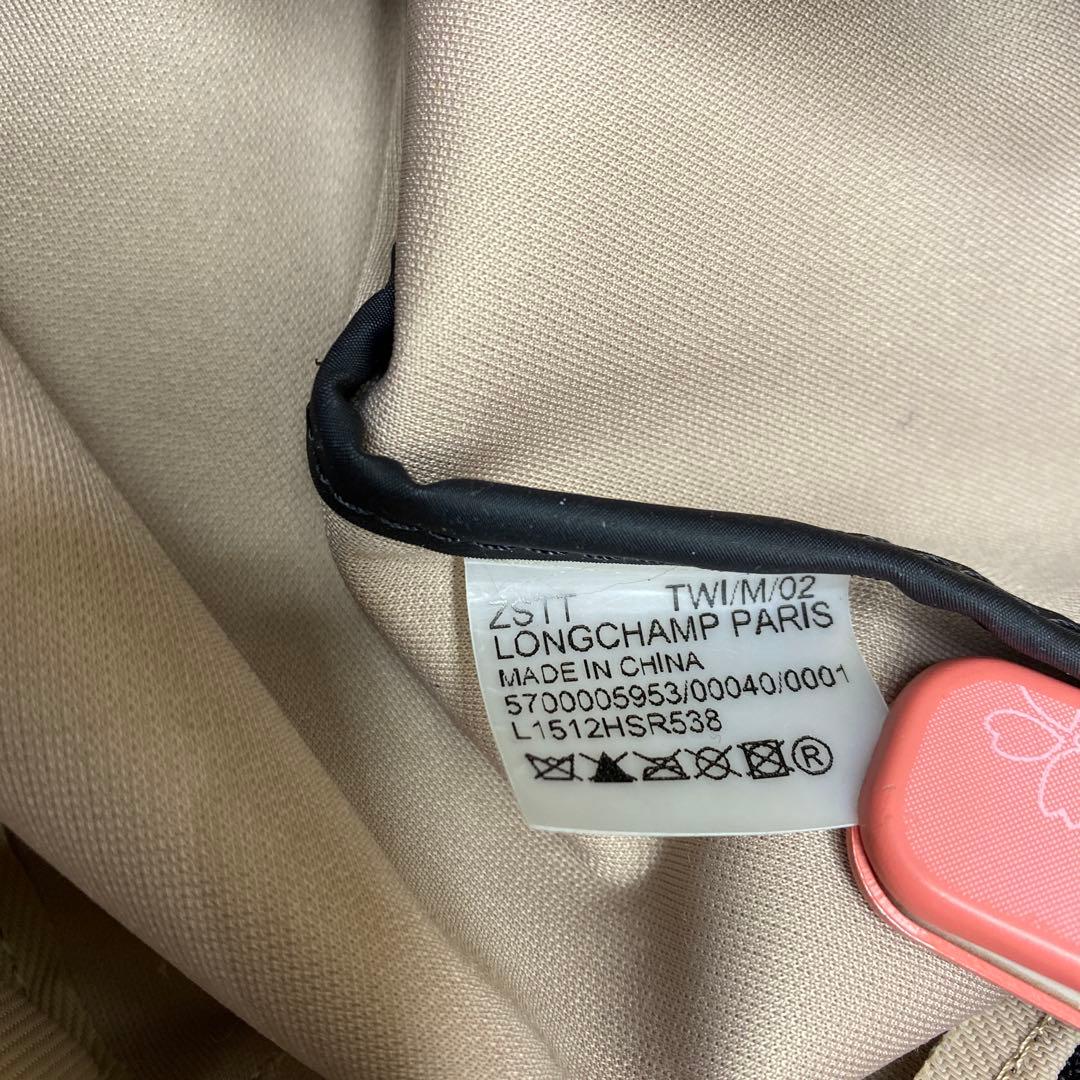 ZSTT TWI/M/02
LONGCHAMP PARIS
MADE IN CHINA
5700005953/00040/0001
L1512HSR538
®